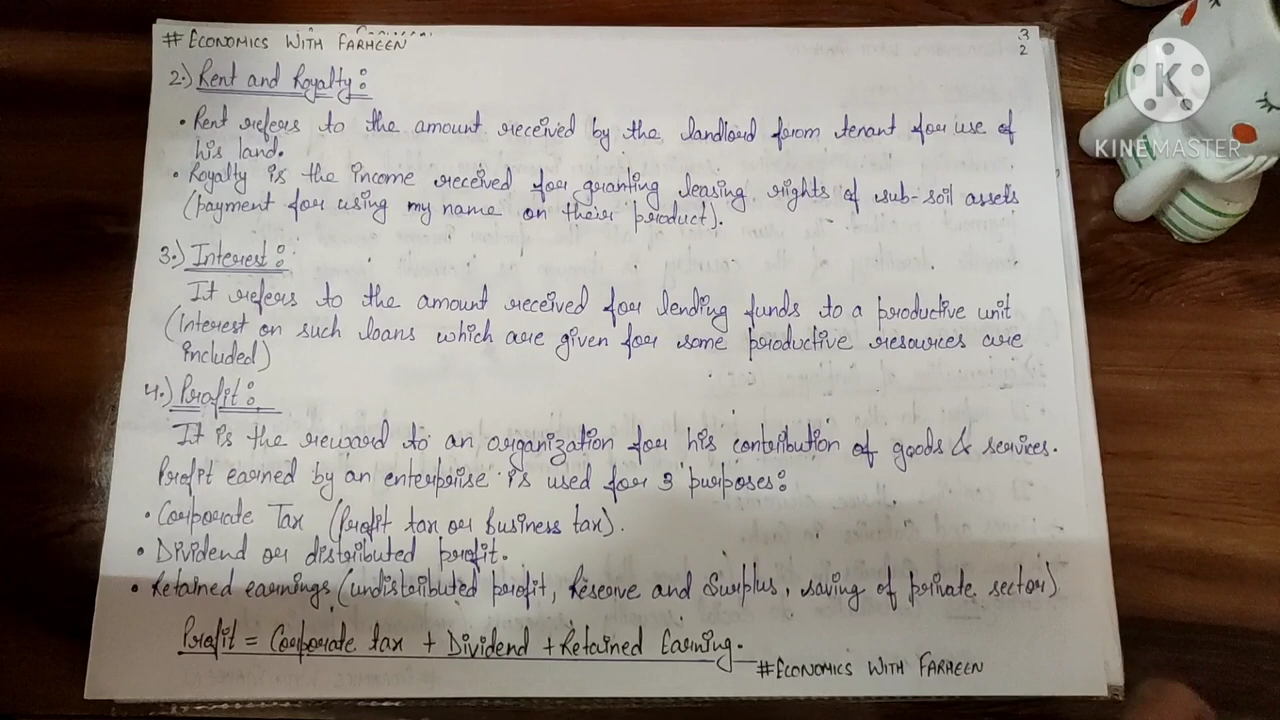 # ECONOMICS WITH FARHEEN
3
2
2.) Rent and Royalty:
• Rent refers to the amount received by the landlord from tenant for use of
his land.
• Royalty is the income received for granting leasing rights of sub-soil assets
(payment for using my name on their product).
3.) Interest:
It refers to the amount received for lending funds to a productive unit
(Interest on such loans which are given for some productive resources are
included)
4.) Profit:
It is the reward to an organization for his contribution of goods & services.
Profit earned by an enterprise is used for 3 purposes:
• Corporate Tax (Profit tax or Business tax).
• Dividend or distributed profit.
• Retained earnings (undistributed profit, Reserve and Surplus, saving of private sector)
Profit = Corporate tax + Dividend + Retained Earning.
#ECONOMICS WITH FARHEEN
K
KINEMASTER